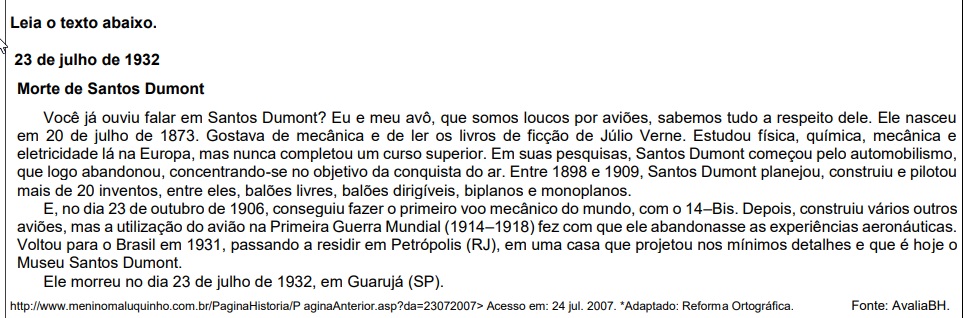 Leia o texto abaixo.
23 de julho de 1932
Morte de Santos Dumont
Você já ouviu falar em Santos Dumont? Eu e meu avô, que somos loucos por aviões, sabemos tudo a respeito dele. Ele nasceu
em 20 de julho de 1873. Gostava de mecânica e de ler os livros de ficção de Júlio Verne. Estudou física, química, mecânica e
eletricidade lá na Europa, mas nunca completou um curso superior. Em suas pesquisas, Santos Dumont começou pelo automobilismo,
que logo abandonou, concentrando-se no objetivo da conquista do ar. Entre 1898 e 1909, Santos Dumont planejou, construiu e pilotou
mais de 20 inventos, entre eles, balões livres, balões dirigíveis, biplanos e monoplanos.
E, no dia 23 de outubro de 1906, conseguiu fazer o primeiro voo mecânico do mundo, com o 14–Bis. Depois, construiu vários outros
aviões, mas a utilização do avião na Primeira Guerra Mundial (1914–1918) fez com que ele abandonasse as experiências aeronáuticas.
Voltou para o Brasil em 1931, passando a residir em Petrópolis (RJ), em uma casa que projetou nos mínimos detalhes e que é hoje o
Museu Santos Dumont.
Ele morreu no dia 23 de julho de 1932, em Guarujá (SP).
http://www.meninomaluquinho.com.br/PaginaHistoria/P aginaAnterior.asp?da=23072007> Acesso em: 24 jul. 2007. *Adaptado: Reforma Ortográfica. Fonte: AvaliaBH.